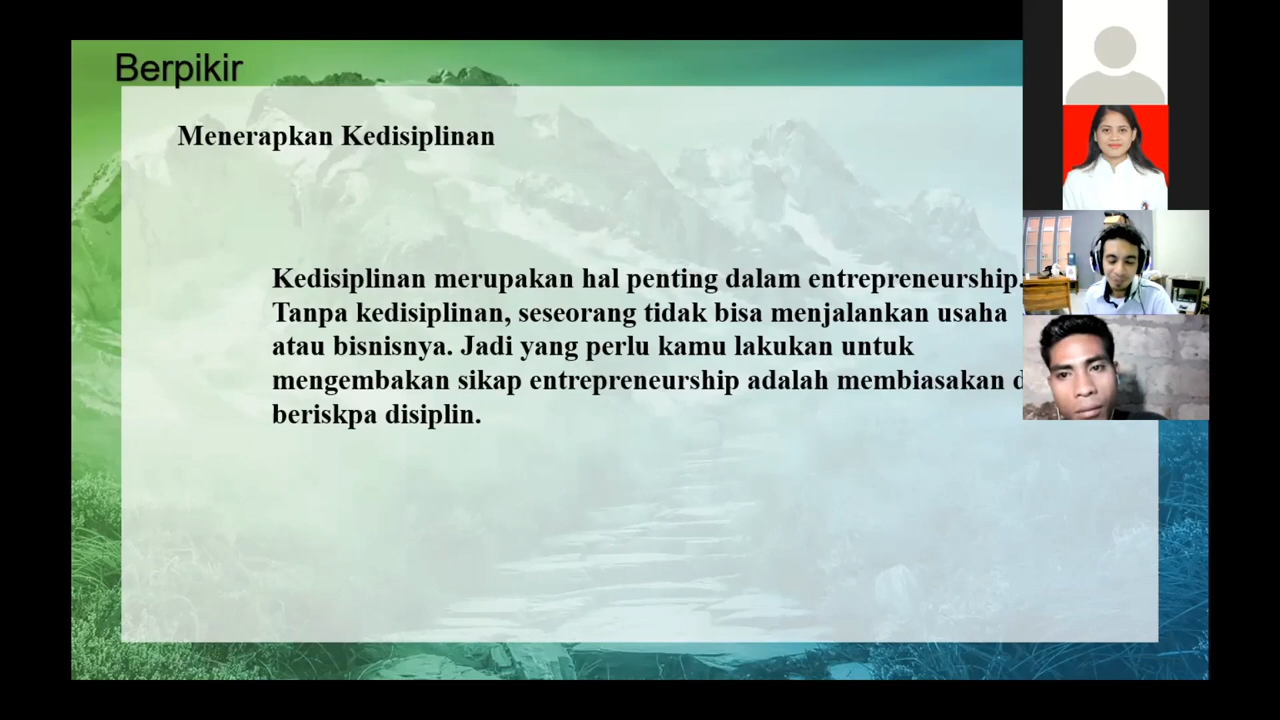 Berpikir
Menerapkan Kedisiplinan
Kedisiplinan merupakan hal penting dalam entrepreneurship.
Tanpa kedisiplinan, seseorang tidak bisa menjalankan usaha
atau bisnisnya. Jadi yang perlu kamu lakukan untuk
mengembakan sikap entrepreneurship adalah membiasakan
beriskpa disiplin.